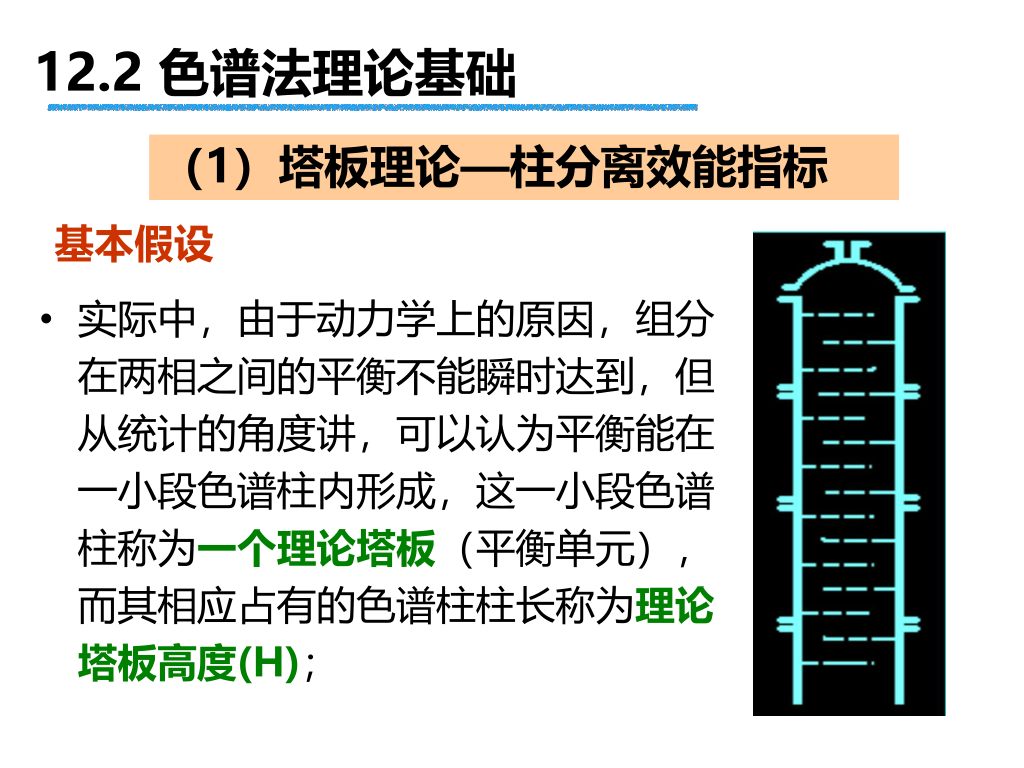 12.2 色谱法理论基础
（1）塔板理论—柱分离效能指标
基本假设
• 实际中，由于动力学上的原因，组分
在两相之间的平衡不能瞬时达到，但
从统计的角度讲，可以认为平衡能在
一小段色谱柱内形成，这一小段色谱
柱称为一个理论塔板（平衡单元），
而其相应占有的色谱柱柱长称为理论
塔板高度(H)；